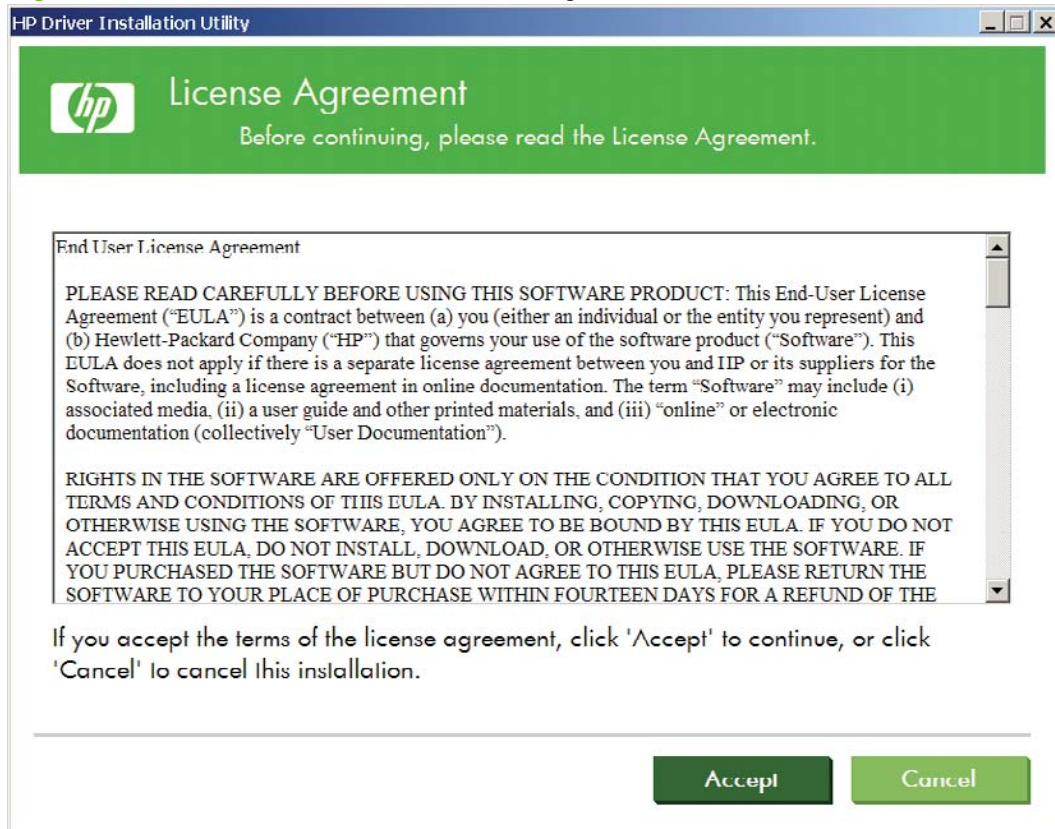 HP Driver Installation Utility
hp
License Agreement
Before continuing, please read the License Agreement.
End User License Agreement
PLEASE READ CAREFULLY BEFORE USING THIS SOFTWARE PRODUCT: This End-User License
Agreement (“EULA”) is a contract between (a) you (either an individual or the entity you represent) and
(b) Hewlett-Packard Company (“HP”) that governs your use of the software product (“Software”). This
EULA does not apply if there is a separate license agreement between you and HP or its suppliers for the
Software, including a license agreement in online documentation. The term “Software” may include (i)
associated media, (ii) a user guide and other printed materials, and (iii) “online” or electronic
documentation (collectively “User Documentation”).
RIGHTS IN THE SOFTWARE ARE OFFERED ONLY ON THE CONDITION THAT YOU AGREE TO ALL
TERMS AND CONDITIONS OF THIS EULA. BY INSTALLING, COPYING, DOWNLOADING, OR
OTHERWISE USING THE SOFTWARE, YOU AGREE TO BE BOUND BY THIS EULA. IF YOU DO NOT
ACCEPT THIS EULA, DO NOT INSTALL, DOWNLOAD, OR OTHERWISE USE THE SOFTWARE. IF
YOU PURCHASED THE SOFTWARE BUT DO NOT AGREE TO THIS EULA, PLEASE RETURN THE
SOFTWARE TO YOUR PLACE OF PURCHASE WITHIN FOURTEEN DAYS FOR A REFUND OF THE
If you accept the terms of the license agreement, click 'Accept' to continue, or click
'Cancel' to cancel this installation.
Accept Cancel